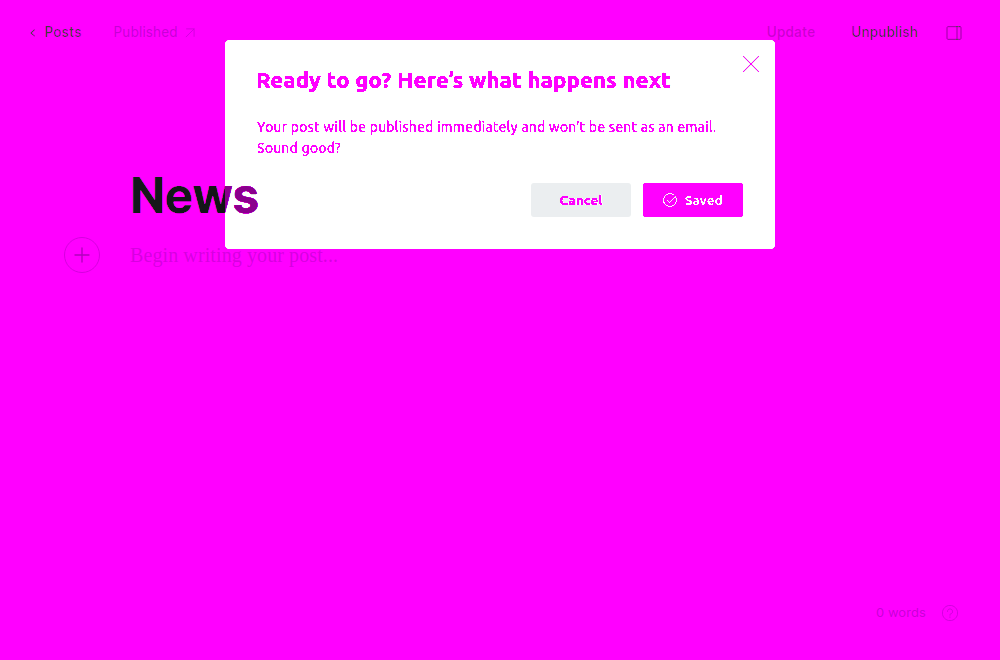 Posts
Published
Update
Unpublish
Ready to go? Here’s what happens next
Your post will be published immediately and won’t be sent as an email.
Sound good?
Cancel
Saved
News
Begin writing your post...
0 words